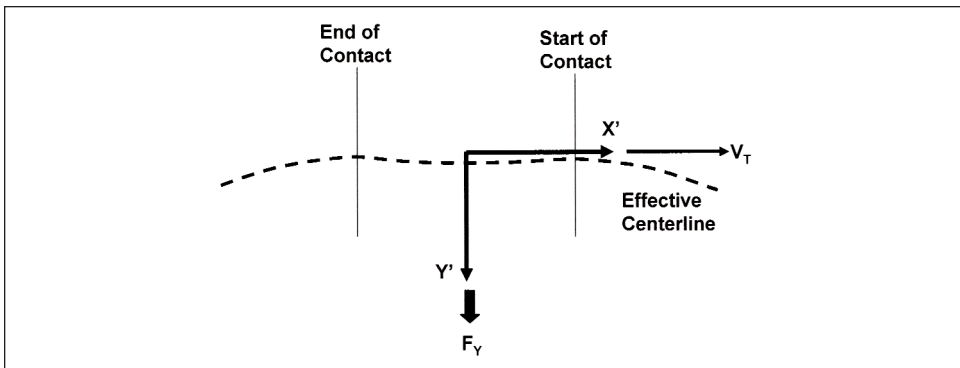 End of
Contact
Start of
Contact
X'
V_T
Effective
Centerline
Y'
F_Y